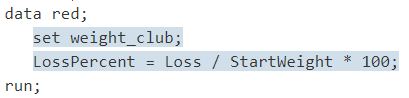 data red;
set weight_club;
LossPercent = Loss / StartWeight * 100;
run;